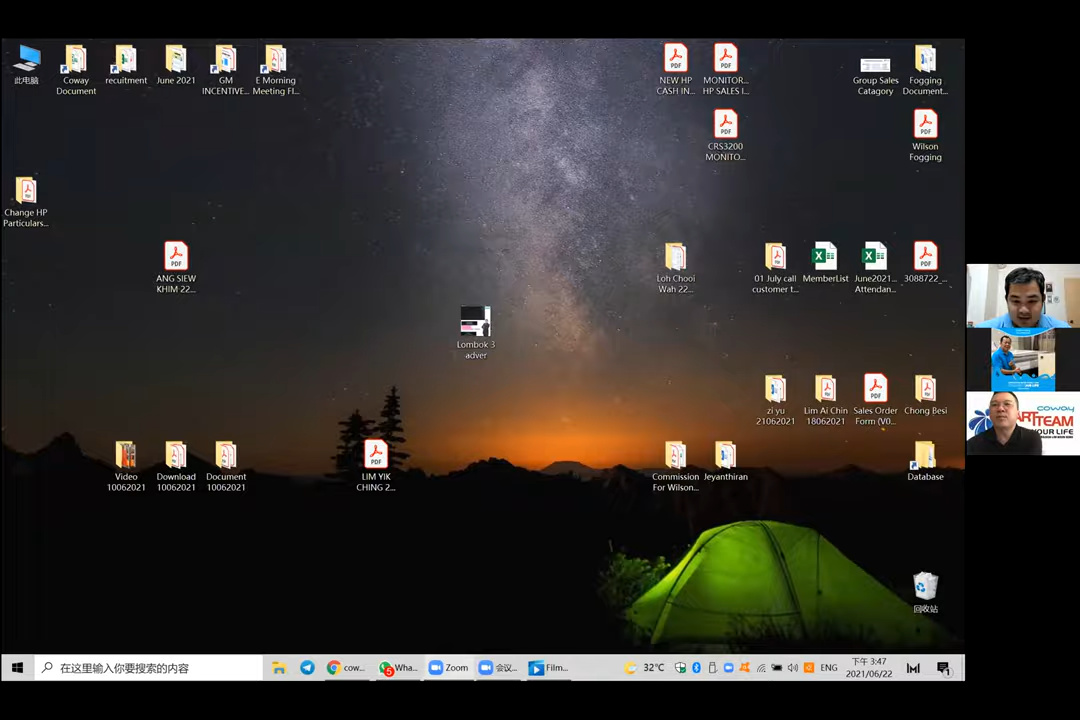 此电脑
Coway
Document
recuitment
June 2021
GM
INCENTIVE...
E Morning
Meeting FI...
NEW HP
CASH IN...
MONITOR...
HP SALES I...
Group Sales
Catagory
Fogging
Document...
CRS3200
MONITO...
Wilson
Fogging
Change HP
Particulars...
ANG SIEW
KHIM 22...
Loh Chooi
Wah 22...
01 July call
customer t...
MemberList
June2021...
Attendan...
3088722_...
Lombok 3
adver
zi yu
21062021
Lim Ai Chin
18062021
Sales Order
Form (V0...
Chong Besi
coway
ART TEAM
YOUR LIFE
Video
10062021
Download
10062021
Document
10062021
LIM YIK
CHING 2...
Commission
For Wilson...
Jeyanthiran
Database
回收站
在这里输入你要搜索的内容
cow...
Wha...
5
Zoom
会议...
Film...
32°C
ENG
下午 3:47
2021/06/22
1